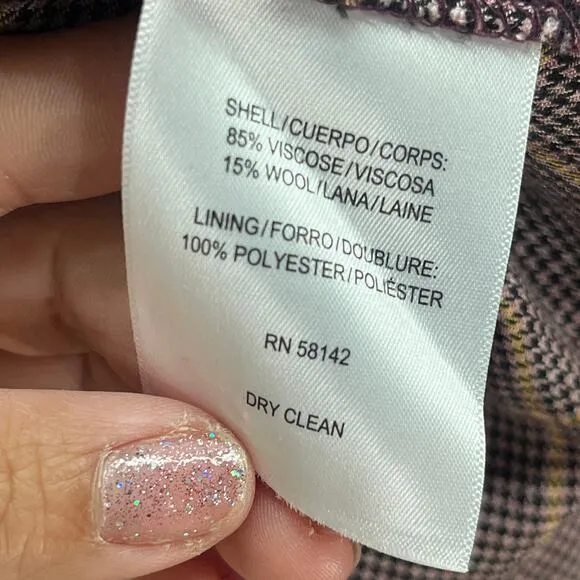 SHELL/CUERPO/CORPS:
85% VISCOSE/VISCOSA
15% WOOL/LANA/LAINE
LINING/FORRO/DOUBLURE:
100% POLYESTER/POLIÉSTER
RN 58142
DRY CLEAN